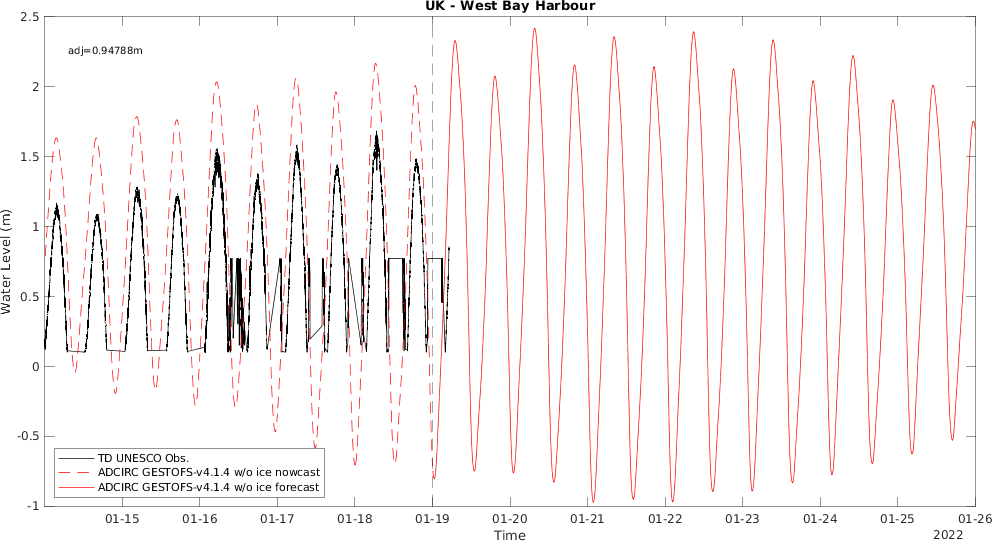 UK - West Bay Harbour
adj=0.94788m
2.5
2
1.5
1
0.5
0
-0.5
-1
Water Level (m)
TD UNESCO Obs.
ADCIRC GESTOFS-v4.1.4 w/o ice nowcast
ADCIRC GESTOFS-v4.1.4 w/o ice forecast
01-15 01-16 01-17 01-18 01-19 01-20 01-21 01-22 01-23 01-24 01-25 01-26
Time
2022